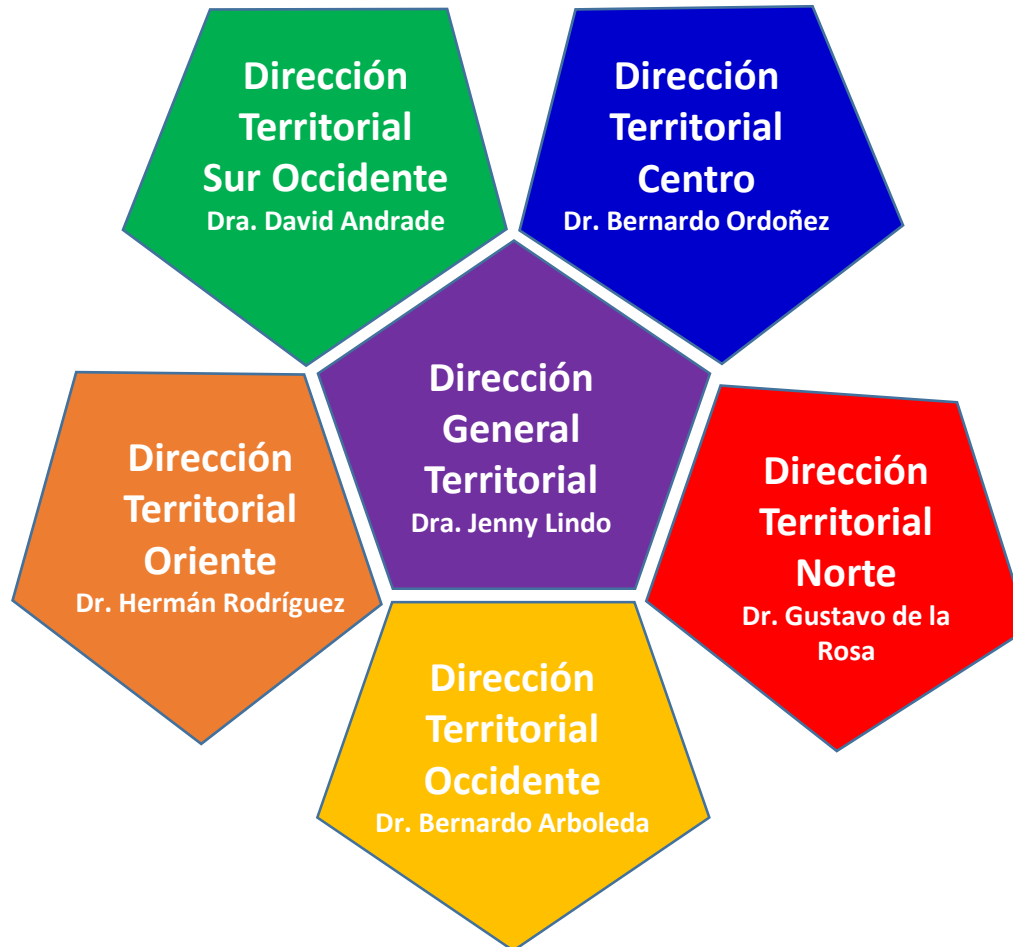 Dirección
Territorial
Sur Occidente
Dra. David Andrade
Dirección
Territorial
Centro
Dr. Bernardo Ordoñez
Dirección
General
Territorial
Dra. Jenny Lindo
Dirección
Territorial
Oriente
Dr. Hermán Rodríguez
Dirección
Territorial
Norte
Dr. Gustavo de la
Rosa
Dirección
Territorial
Occidente
Dr. Bernardo Arboleda